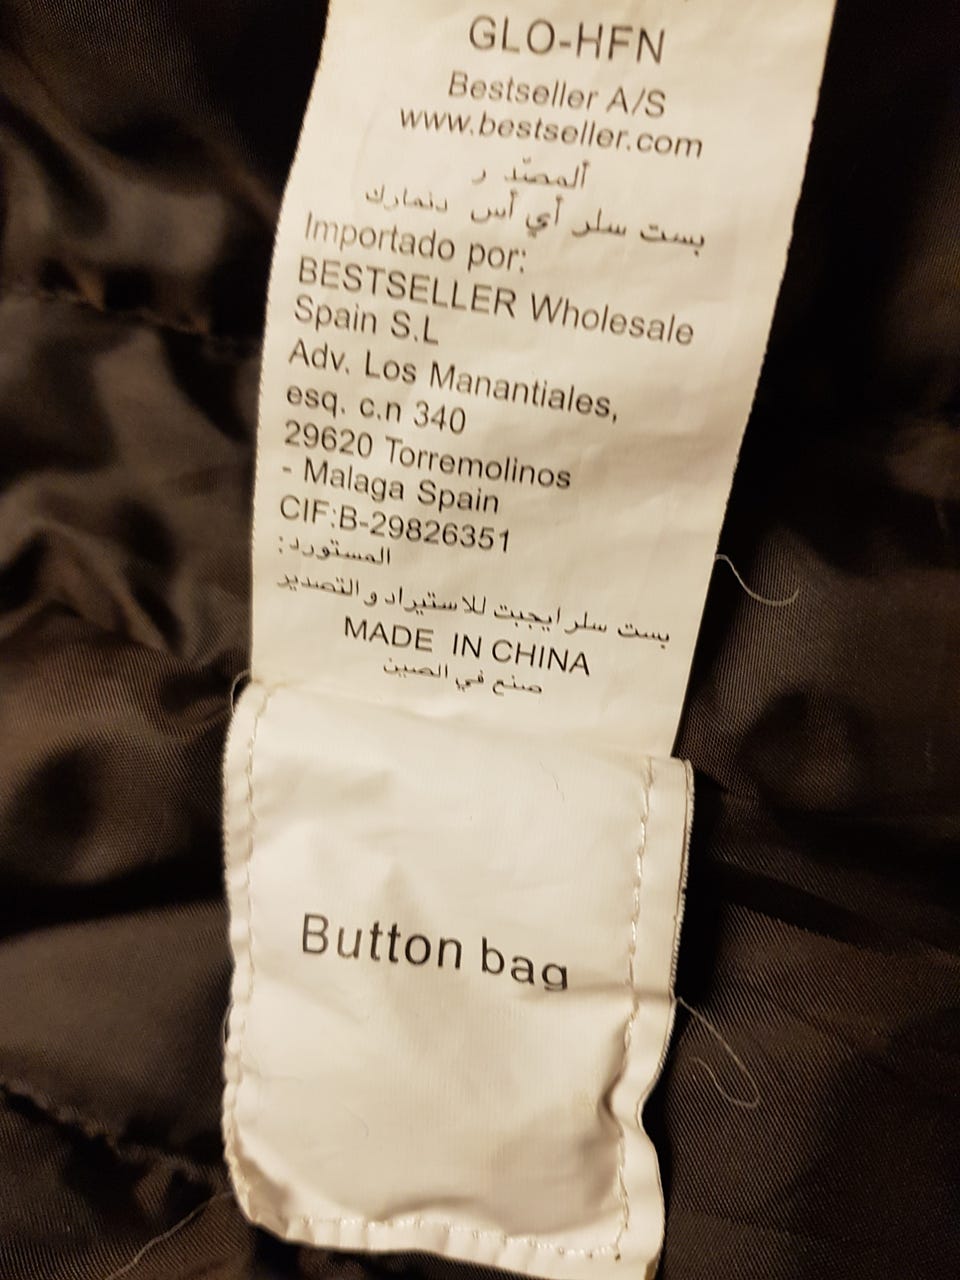 GLO-HFN
Bestseller A/S
www.bestseller.com
ألمصّد ر
بست سلر أي أس دنمارك
Importado por:
BESTSELLER Wholesale
Spain S.L
Adv. Los Manantiales,
esq. c.n 340
29620 Torremolinos
- Malaga Spain
CIF:B-29826351
المستورد:
بست سلر ايجبت للاستيراد و التصدير
MADE IN CHINA
صنع في الصين
Button bag